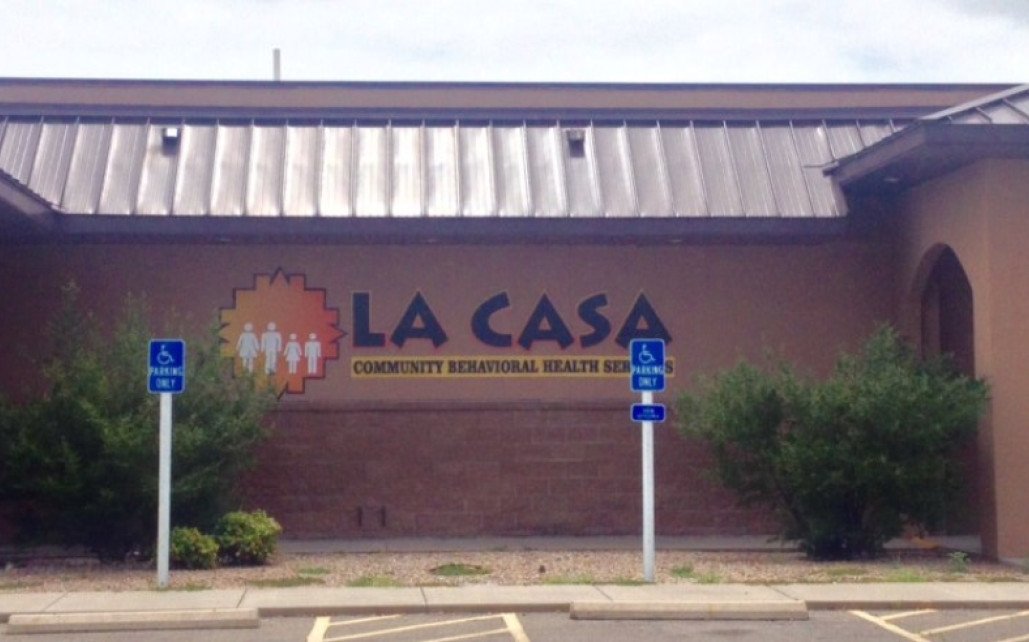 LA CASA
COMMUNITY BEHAVIORAL HEALTH
PARKING
ONLY
PARKING
ONLY